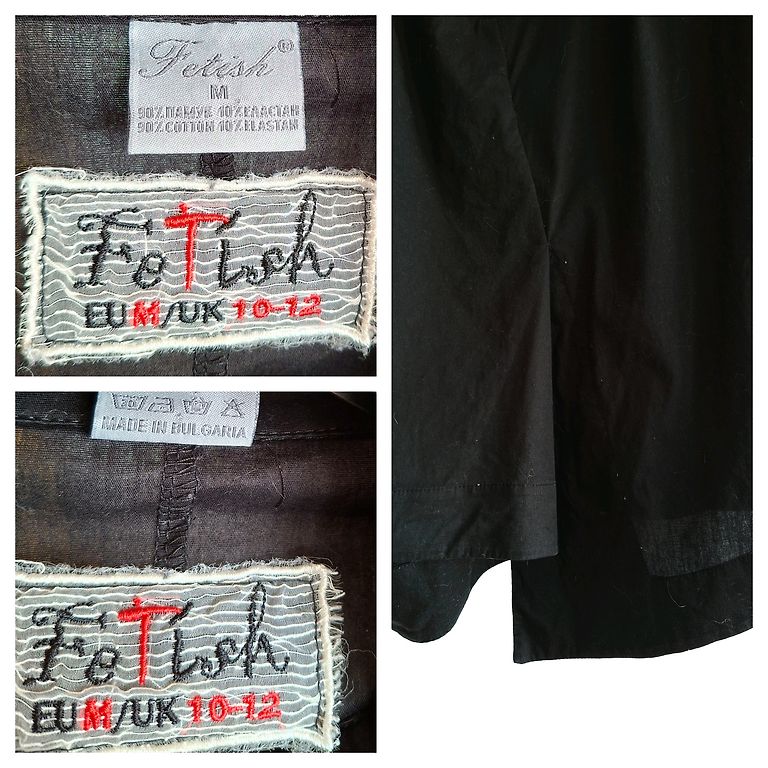 Fetish®
M
90% ПАМУК 10% ЕЛАСТАН
90% COTTON 10% ELASTAN
FeTish
EU M/UK 10-12
MADE IN BULGARIA
FeTish
EU M/UK 10-12